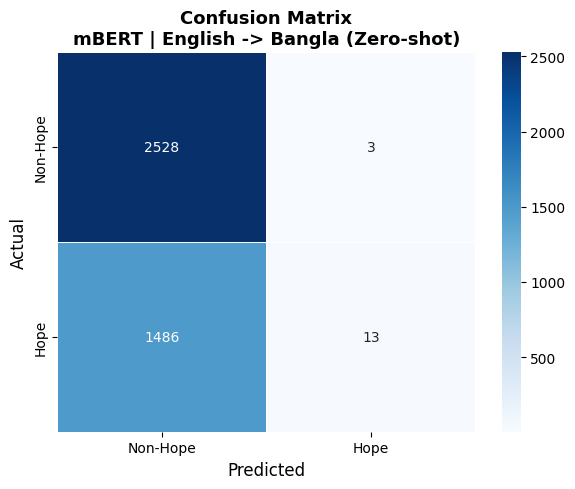 Confusion Matrix
mBERT | English -> Bangla (Zero-shot)
2528
3
1486
13
Non-Hope
Hope
Actual
Non-Hope
Hope
Predicted
2500
2000
1500
1000
500